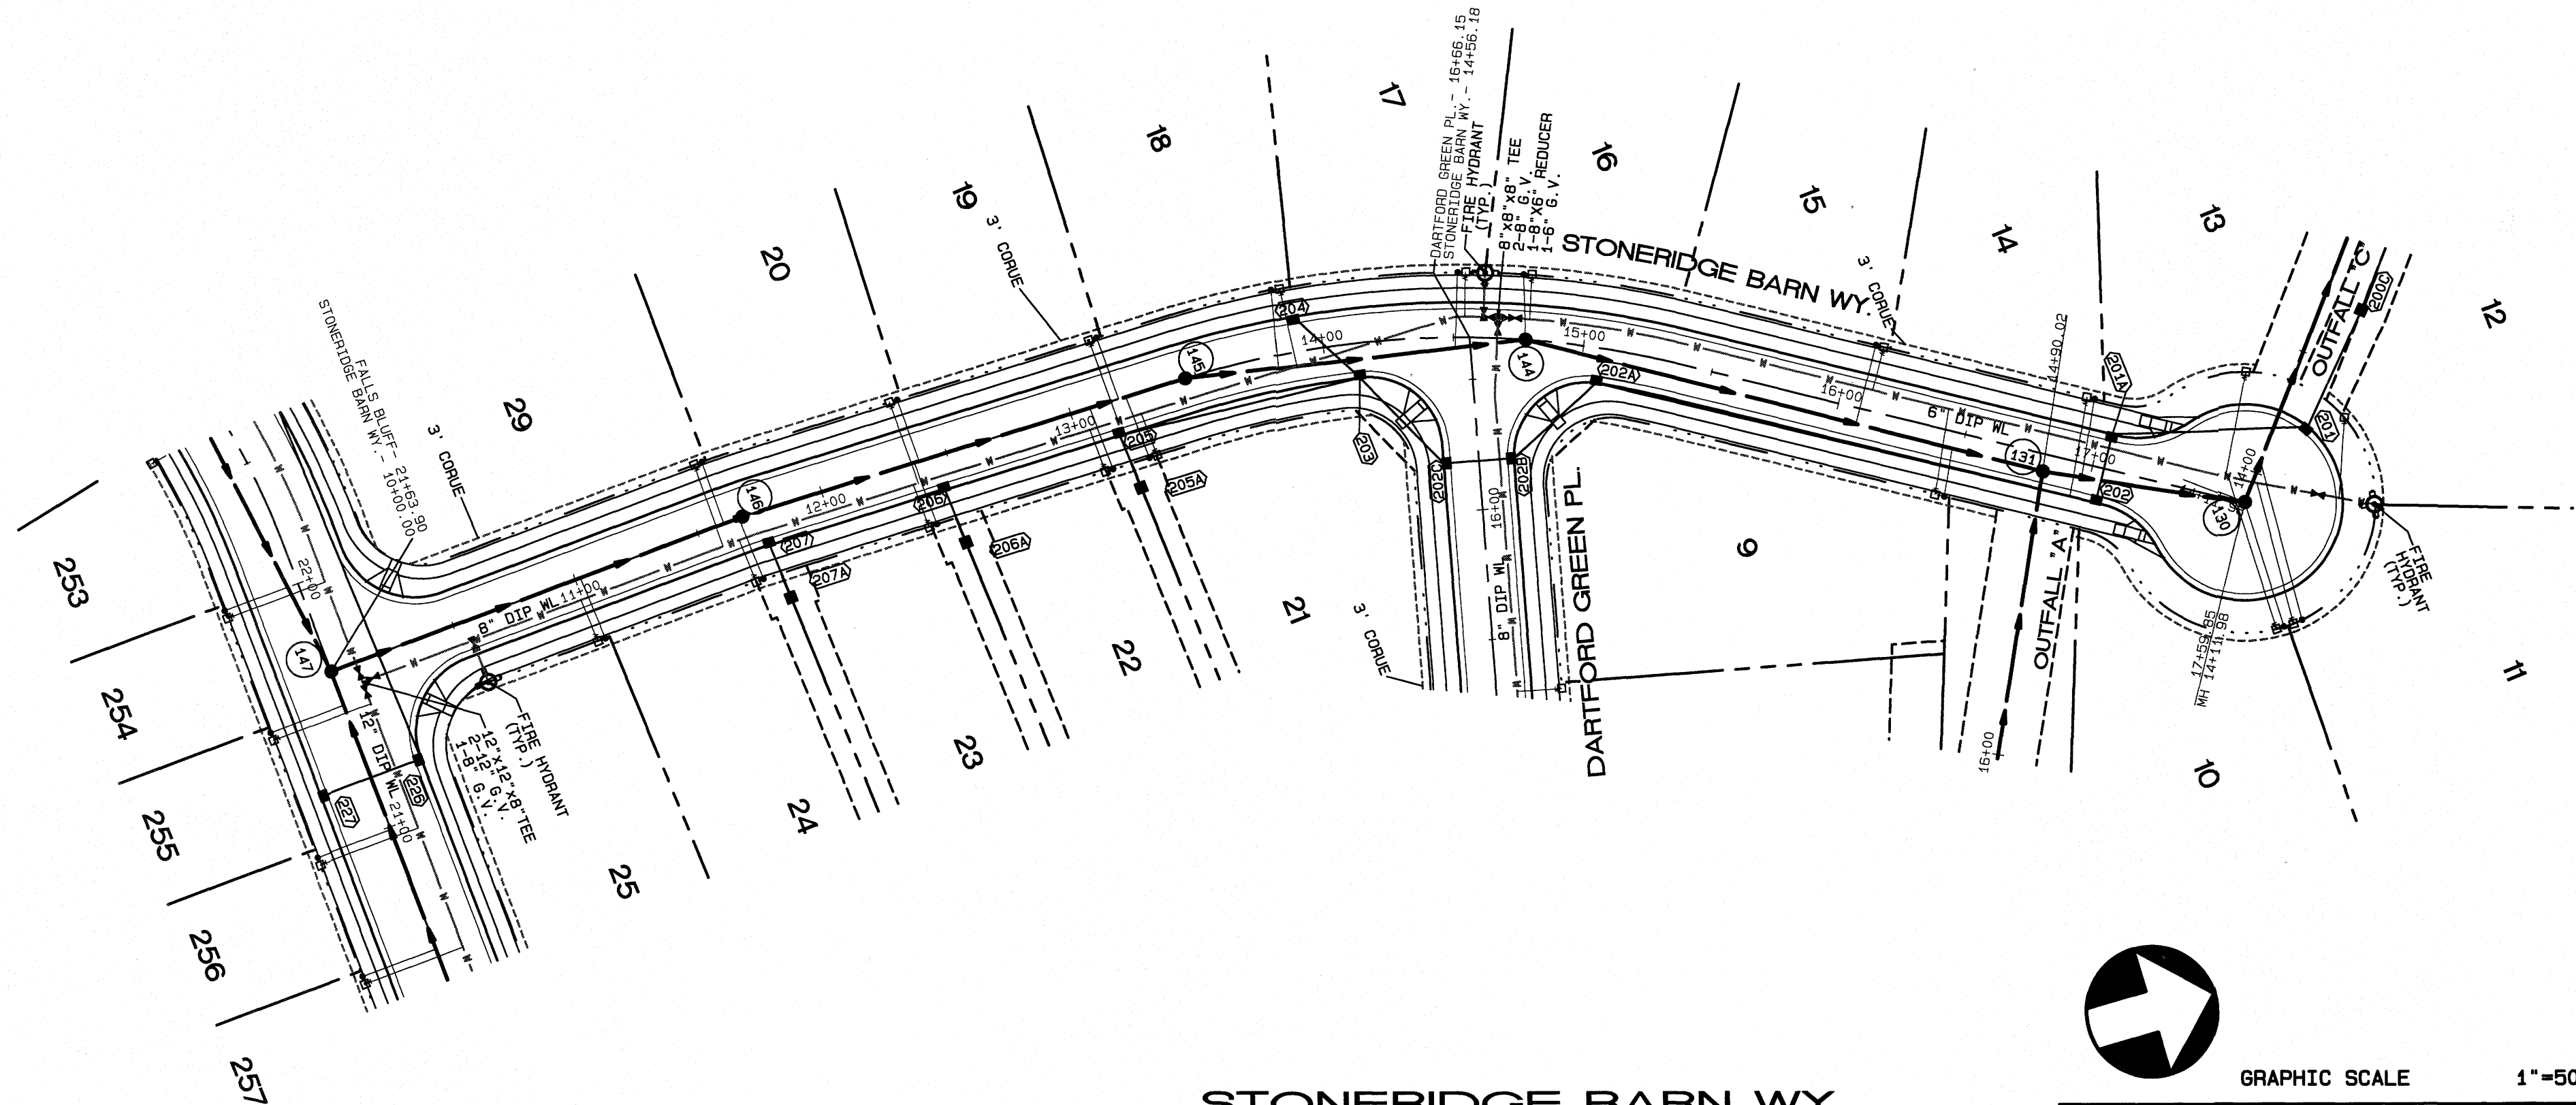 DARTFORD GREEN PL.- 16+66.15
STONERIDGE BARN WY.- 14+56.18
FIRE HYDRANT
(TYP.)
8"x8"x8" TEE
2-8" G.V.
1-8"X6" REDUCER
1-6" G.V.
17
18
16
19
3' CORUE
20
15
14
13
12
STONERIDGE BARN WY.
3' CORUE
OUTFALL "C"
200C
204
14+00
15+00
145
144
202A
16+00
14+90.02
201A
201
FALLS BLUFF- 21+63.90
STONERIDGE BARN WY.- 10+00.00
29
3' CORUE
13+00
205
203
6" DIP WL
131
17+00
202
14+00
130
202C
202B
205A
146
12+00
206
206A
207
207A
16+00
22+00
253
8" DIP WL
11+00
147
9
OUTFALL "A"
FIRE
HYDRANT
(TYP.)
21
3' CORUE
8" DIP WL
DARTFORD GREEN PL.
22
17+59.85
MH 14+11.98
11
254
12" DIP WL
21+00
226
227
FIRE HYDRANT
(TYP.)
12"x12"x8"TEE
2-12" G.V.
1-8" G.V.
23
24
16+00
10
255
25
256
257
GRAPHIC SCALE 1"=50
STONERIDGE BARN WY